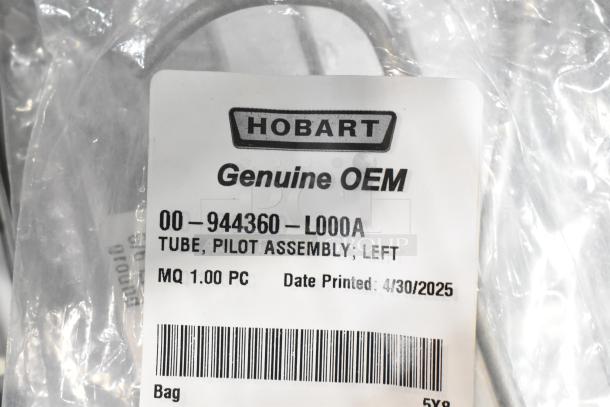 HOBART
Genuine OEM
00-944360-L000A
TUBE, PILOT ASSEMBLY; LEFT
MQ 1.00 PC Date Printed: 4/30/2025
Bag 5X8